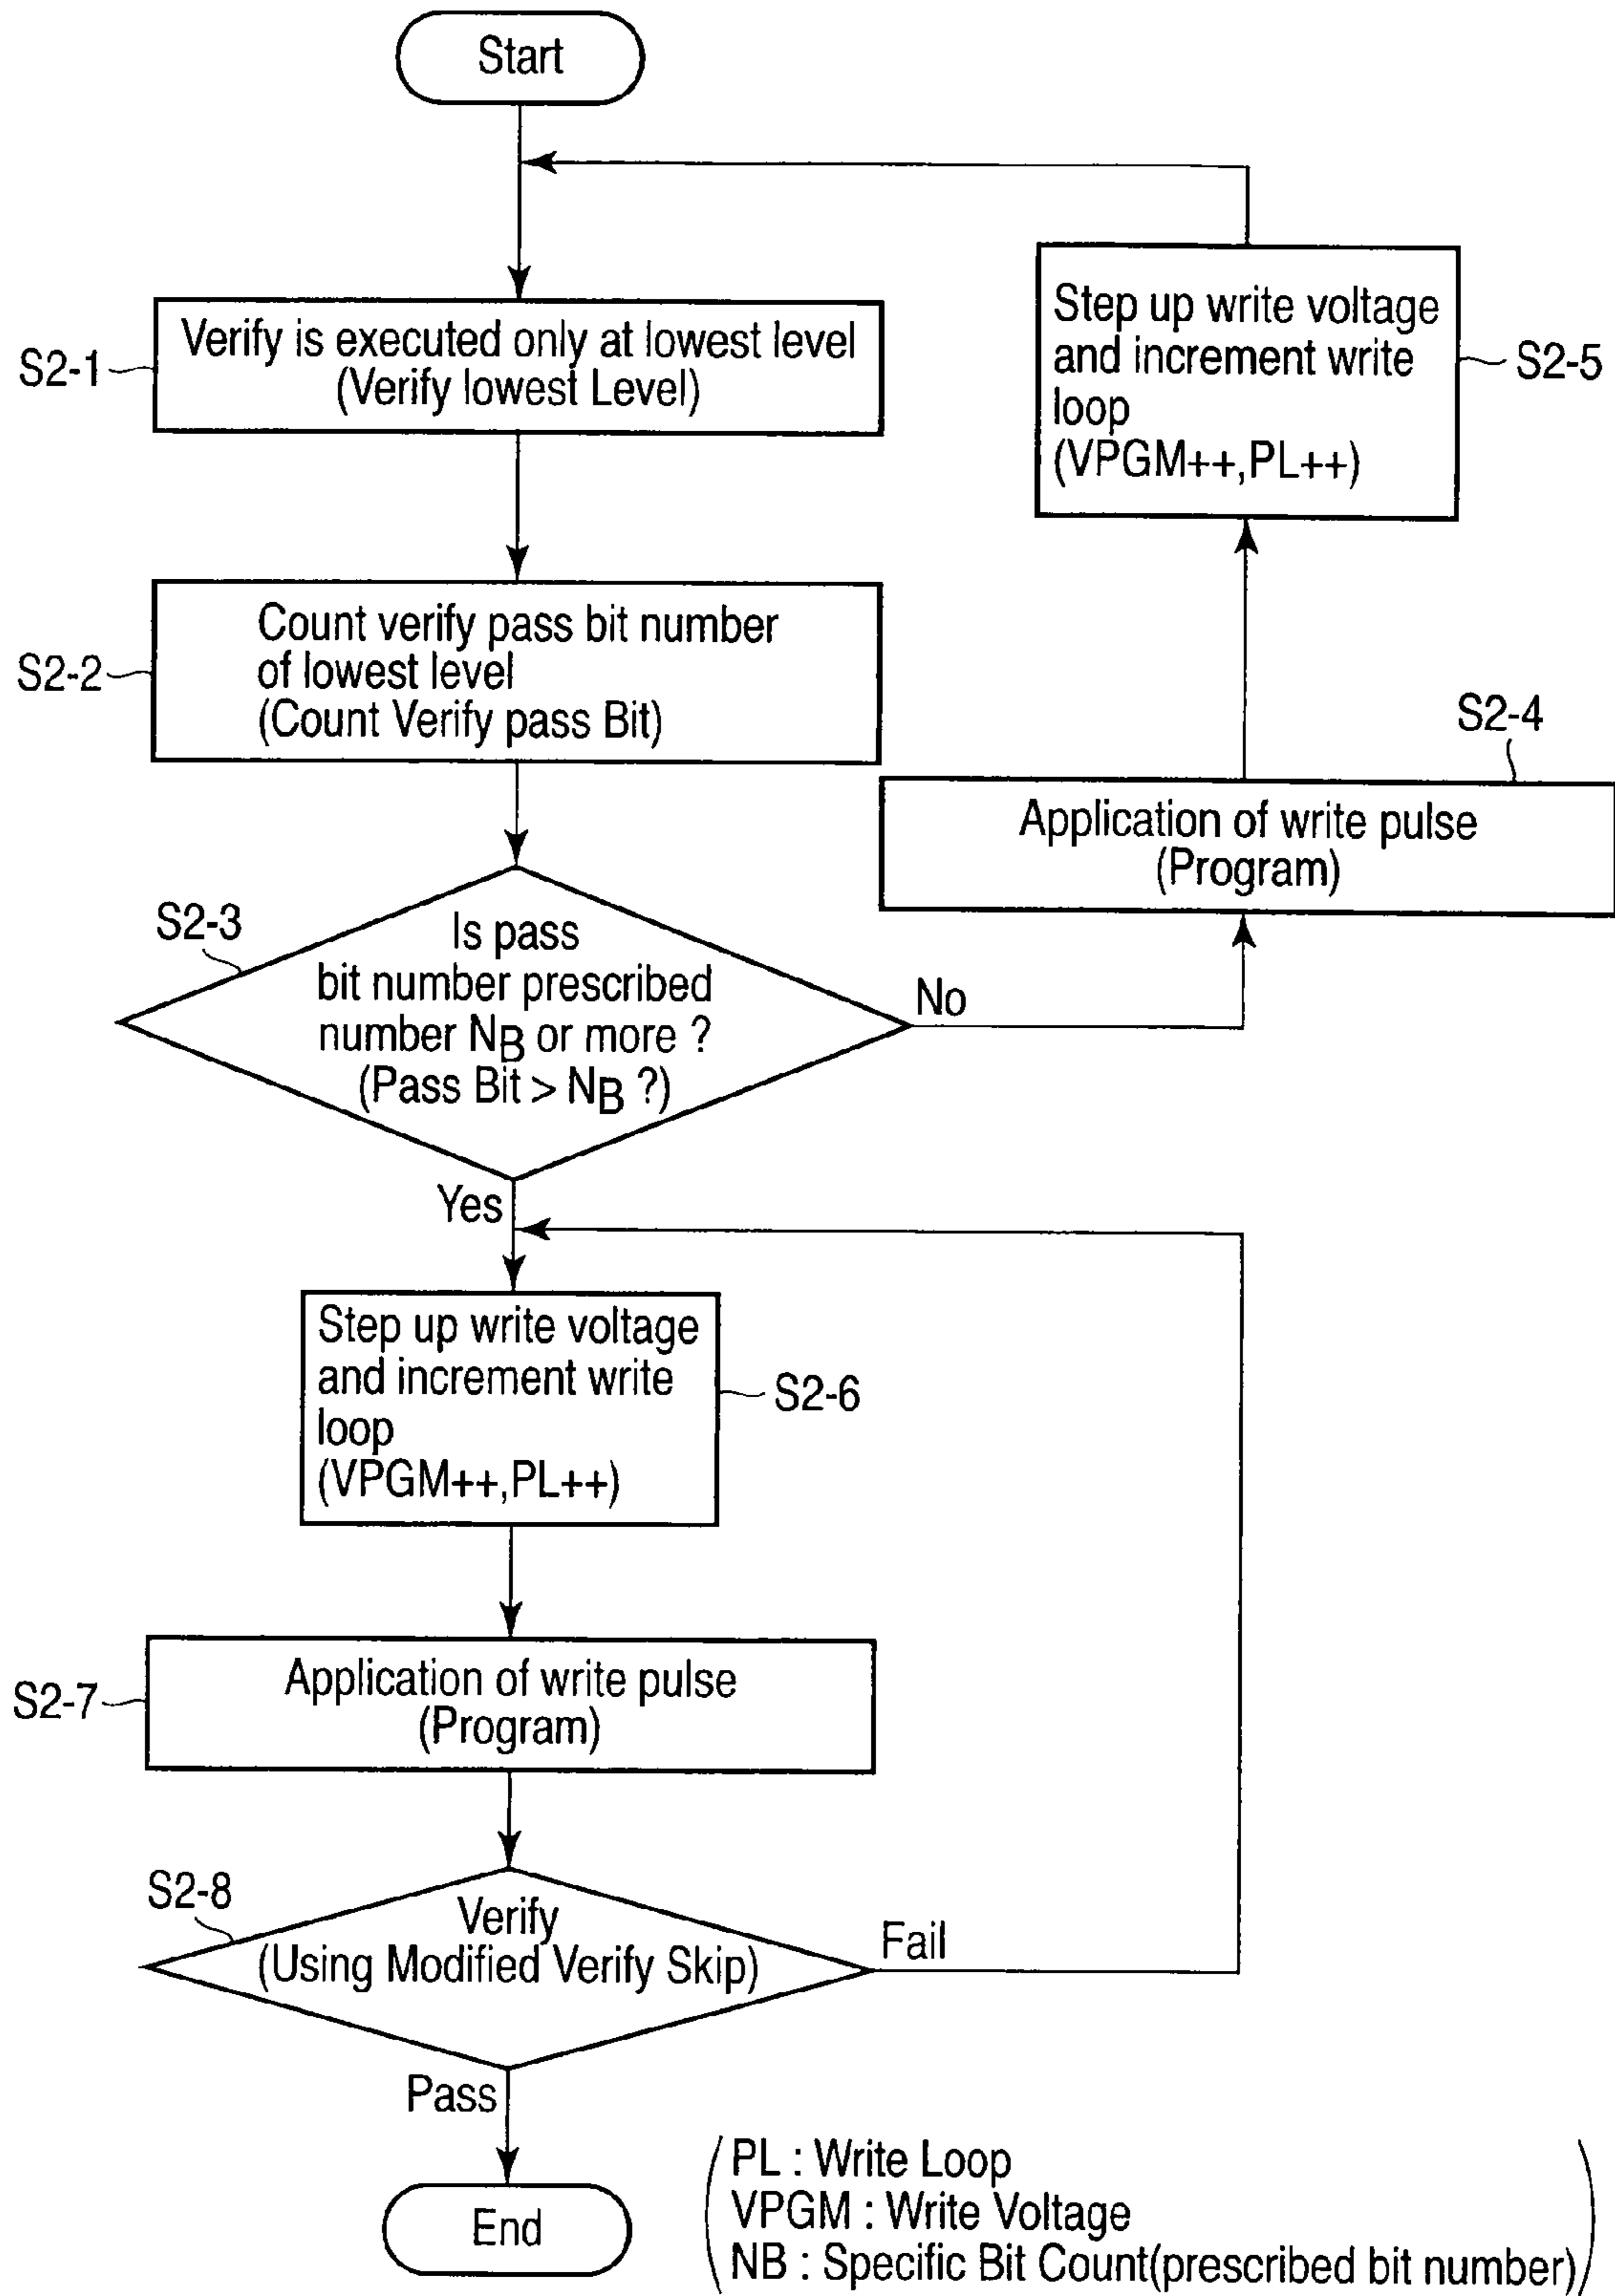 Start
S2-1
Verify is executed only at lowest level
(Verify lowest Level)
S2-2
Count verify pass bit number
of lowest level
(Count Verify pass Bit)
S2-3
Is pass
bit number prescribed
number NB or more ?
(Pass Bit > NB ?)
No
Yes
S2-4
Application of write pulse
(Program)
Step up write voltage
and increment write
loop
(VPGM++,PL++)
S2-5
Step up write voltage
and increment write
loop
(VPGM++,PL++)
S2-6
S2-7
Application of write pulse
(Program)
S2-8
Verify
(Using Modified Verify Skip)
Fail
Pass
End
PL : Write Loop
VPGM : Write Voltage
NB : Specific Bit Count(prescribed bit number)